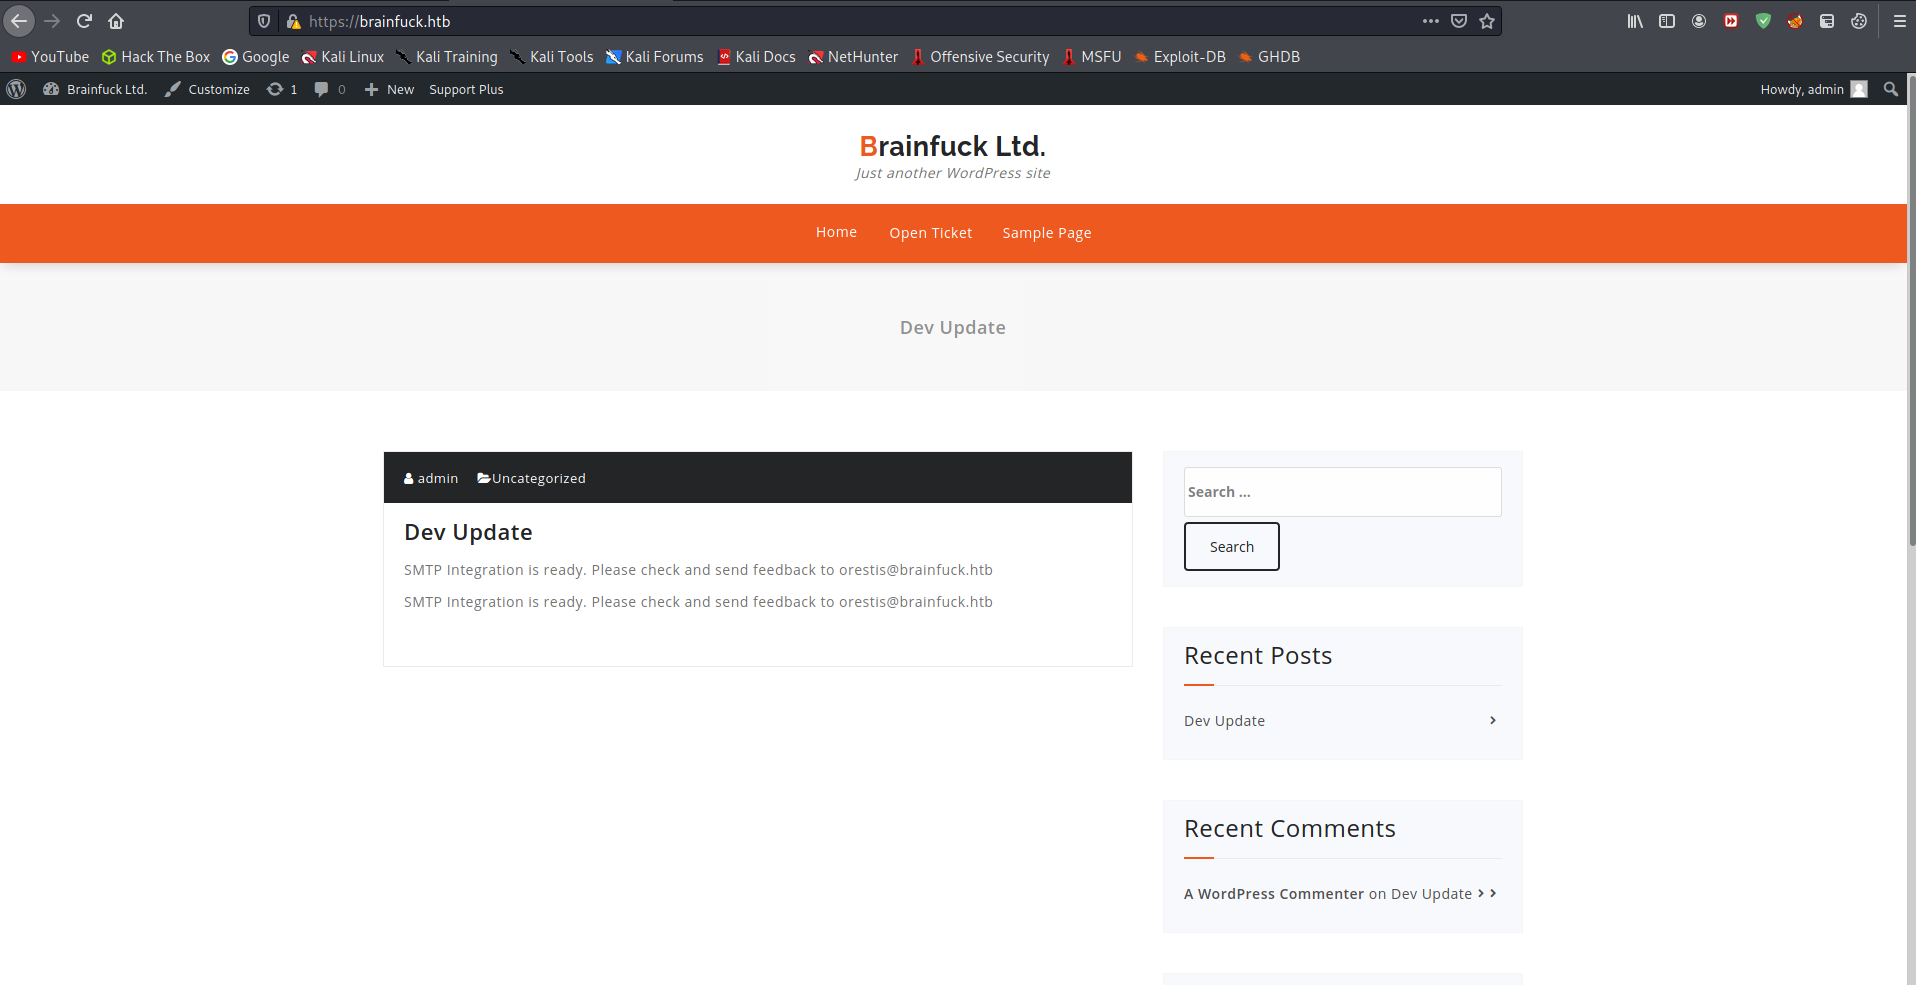 https://brainfuck.htb
YouTube Hack The Box Google Kali Linux Kali Training Kali Tools Kali Forums Kali Docs NetHunter Offensive Security MSFU Exploit-DB GHDB
Brainfuck Ltd. Customize 1 0 New Support Plus Howdy, admin
Brainfuck Ltd.
Just another WordPress site
Home Open Ticket Sample Page
Dev Update
admin Uncategorized
Dev Update
SMTP Integration is ready. Please check and send feedback to orestis@brainfuck.htb
SMTP Integration is ready. Please check and send feedback to orestis@brainfuck.htb
Search ...
Search
Recent Posts
Dev Update
Recent Comments
A WordPress Commenter on Dev Update